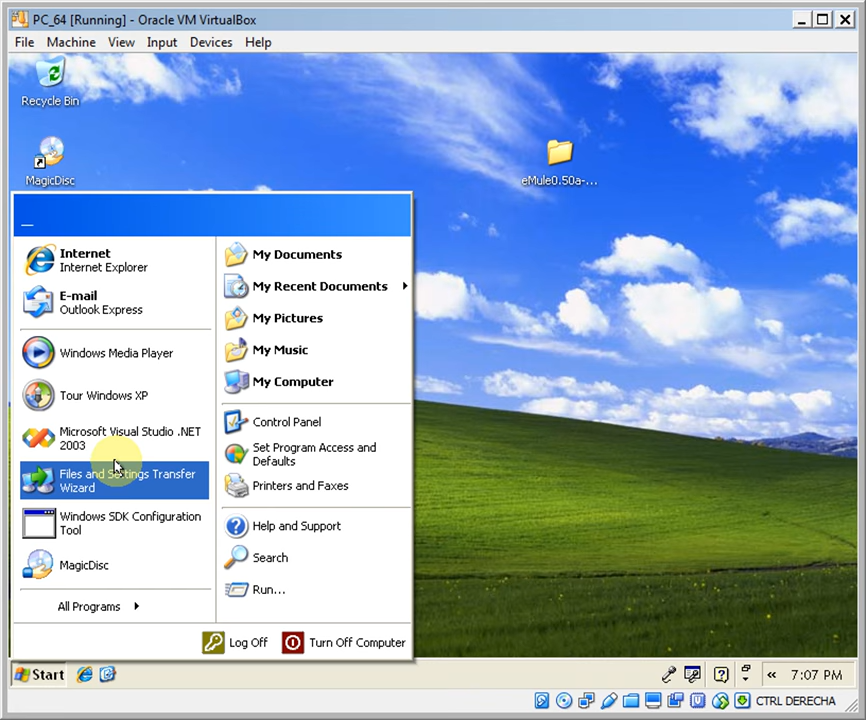 PC_64 [Running] - Oracle VM VirtualBox
File Machine View Input Devices Help
Recycle Bin
MagicDisc
eMule0.50a-...
_
Internet
Internet Explorer
E-mail
Outlook Express
Windows Media Player
Tour Windows XP
Microsoft Visual Studio .NET
2003
Files and Settings Transfer
Wizard
Windows SDK Configuration
Tool
MagicDisc
All Programs
My Documents
My Recent Documents
My Pictures
My Music
My Computer
Control Panel
Set Program Access and
Defaults
Printers and Faxes
Help and Support
Search
Run...
Log Off
Turn Off Computer
Start
7:07 PM
CTRL DERECHA